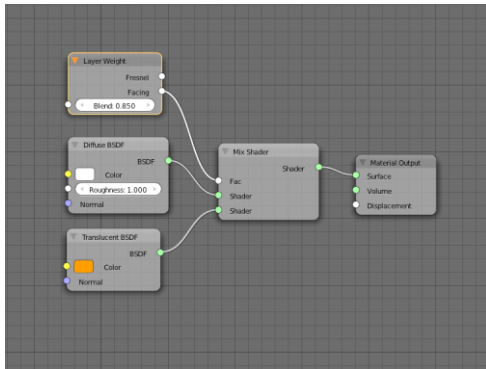 Layer Weight
Fresnel
Facing
Blend: 0.850
Diffuse BSDF
BSDF
Color
Roughness: 1.000
Normal
Translucent BSDF
BSDF
Color
Normal
Mix Shader
Shader
Fac
Shader
Shader
Material Output
Surface
Volume
Displacement